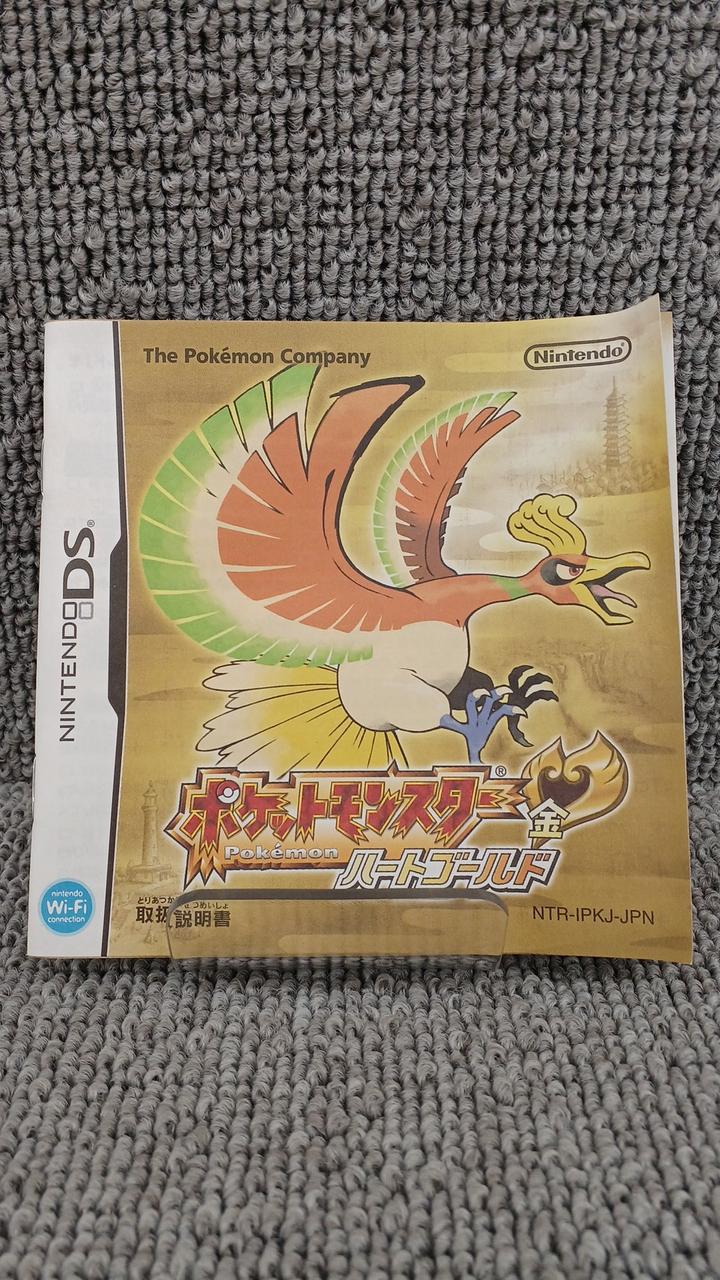 The Pokémon Company
Nintendo®
NINTENDO DS®
ポケットモンスター®
Pokémon
金
ハートゴールド
nintendo
Wi-Fi
connection
とりあつか せつめいしょ
取扱説明書
NTR-IPKJ-JPN